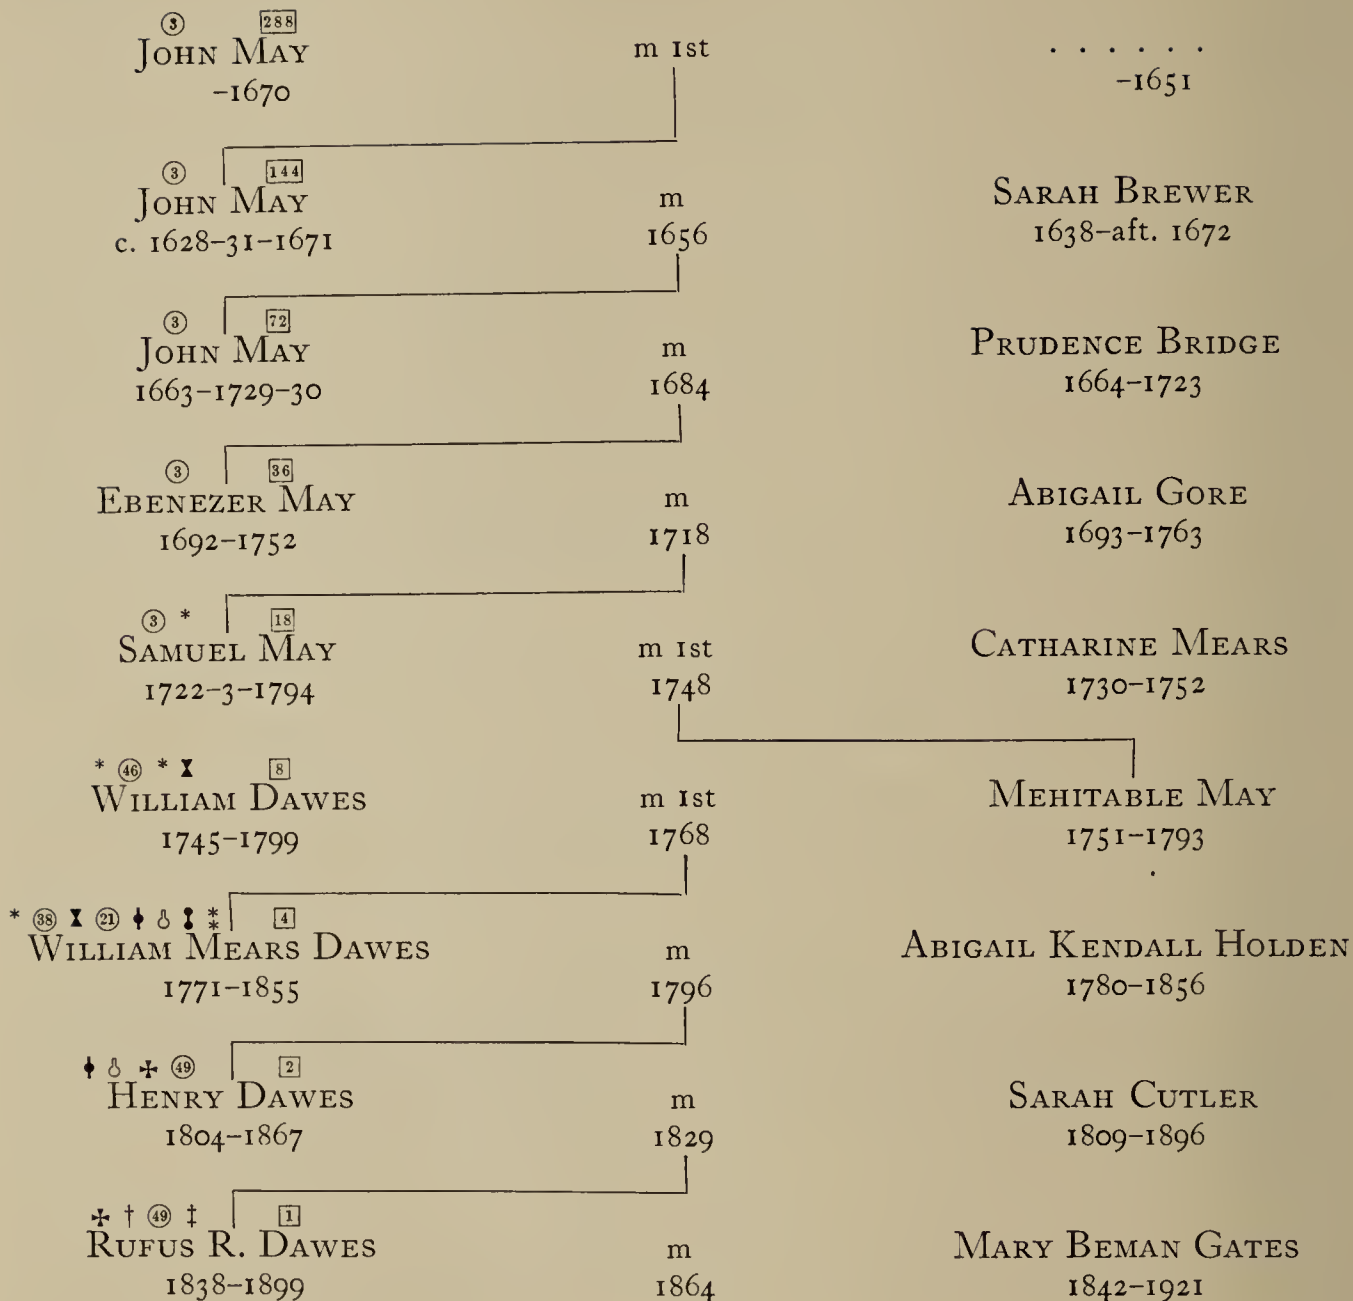 ③ 288
JOHN MAY m 1st . . . . . .
–1670 –1651
③ 144
JOHN MAY m SARAH BREWER
c. 1628–31–1671 1656 1638–aft. 1672
③ 72
JOHN MAY m PRUDENCE BRIDGE
1663–1729–30 1684 1664–1723
③ 36
EBENEZER MAY m ABIGAIL GORE
1692–1752 1718 1693–1763
③ * 18
SAMUEL MAY m 1st CATHARINE MEARS
1722–3–1794 1748 1730–1752
* ㊻ * 8
WILLIAM DAWES m 1st MEHITABLE MAY
1745–1799 1768 1751–1793
* ㊳ ㉑ ⁑ 4
WILLIAM MEARS DAWES m ABIGAIL KENDALL HOLDEN
1771–1855 1796 1780–1856
㊾ 2
HENRY DAWES m SARAH CUTLER
1804–1867 1829 1809–1896
✢ † ㊾ ‡ 1
RUFUS R. DAWES m MARY BEMAN GATES
1838–1899 1864 1842–1921